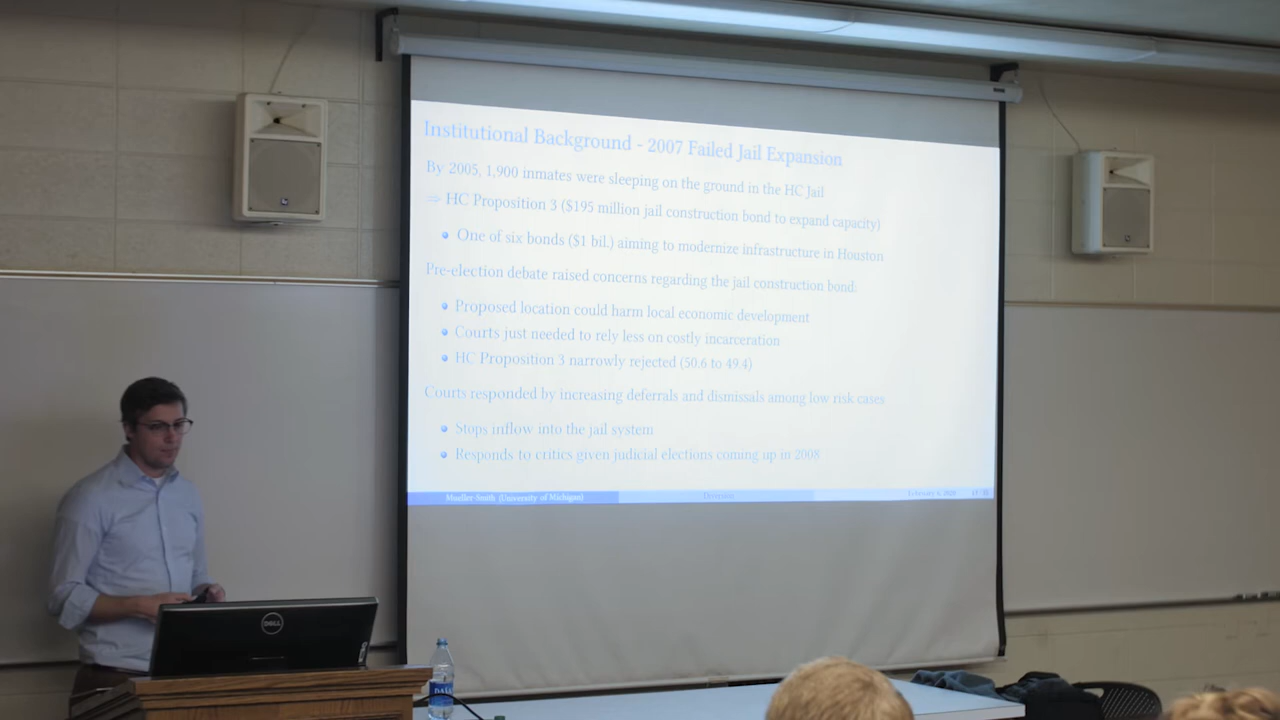 Institutional Background - 2007 Failed Jail Expansion
By 2005, 1,900 inmates were sleeping on the ground in the HC Jail
⇒ HC Proposition 3 ($195 million jail construction bond to expand capacity)
One of six bonds ($1 bil.) aiming to modernize infrastructure in Houston
Pre-election debate raised concerns regarding the jail construction bond:
Proposed location could harm local economic development
Courts just needed to rely less on costly incarceration
HC Proposition 3 narrowly rejected (50.6 to 49.4)
Courts responded by increasing deferrals and dismissals among low risk cases
Stops inflow into the jail system
Responds to critics given judicial elections coming up in 2008
Mueller-Smith (University of Michigan)
Diversion
DELL
DASANI